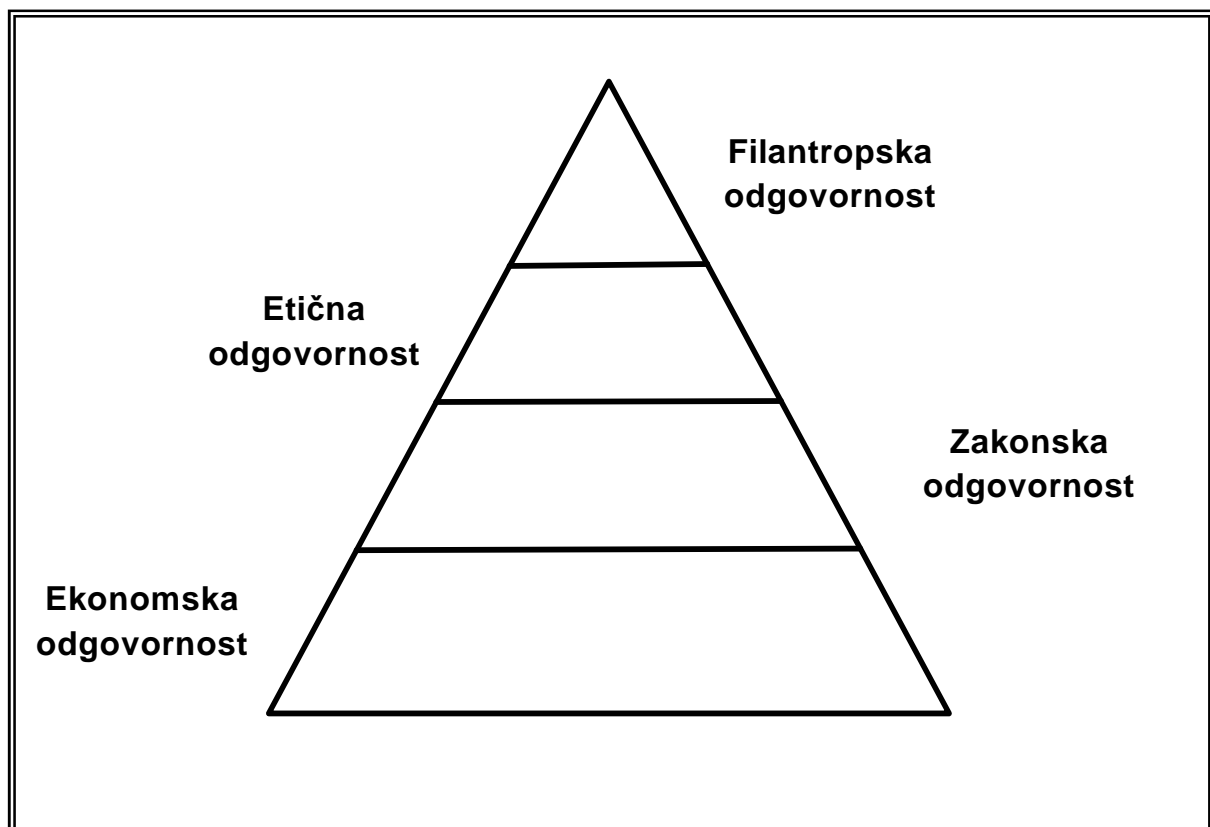 Filantropska
odgovornost
Etična
odgovornost
Zakonska
odgovornost
Ekonomska
odgovornost